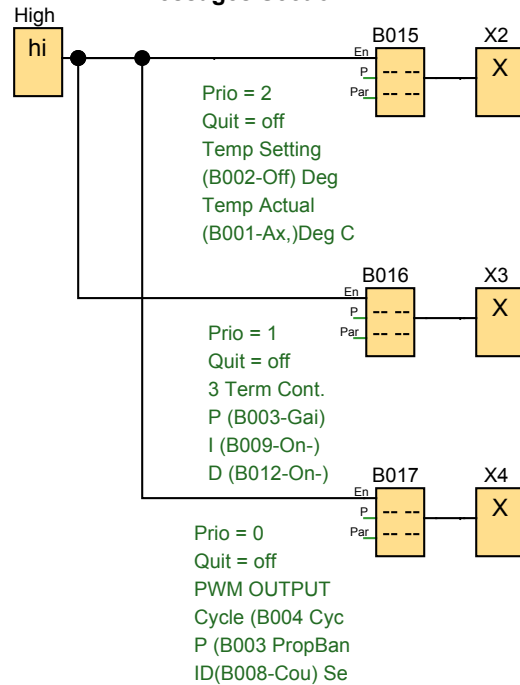 High
hi
B015
X2
En
P
Par
-- --
-- --
X
Prio = 2
Quit = off
Temp Setting
(B002-Off) Deg
Temp Actual
(B001-Ax,)Deg C
B016
X3
En
P
Par
-- --
-- --
X
Prio = 1
Quit = off
3 Term Cont.
P (B003-Gai)
I (B009-On-)
D (B012-On-)
B017
X4
En
P
Par
-- --
-- --
X
Prio = 0
Quit = off
PWM OUTPUT
Cycle (B004 Cyc
P (B003 PropBan
ID(B008-Cou) Se